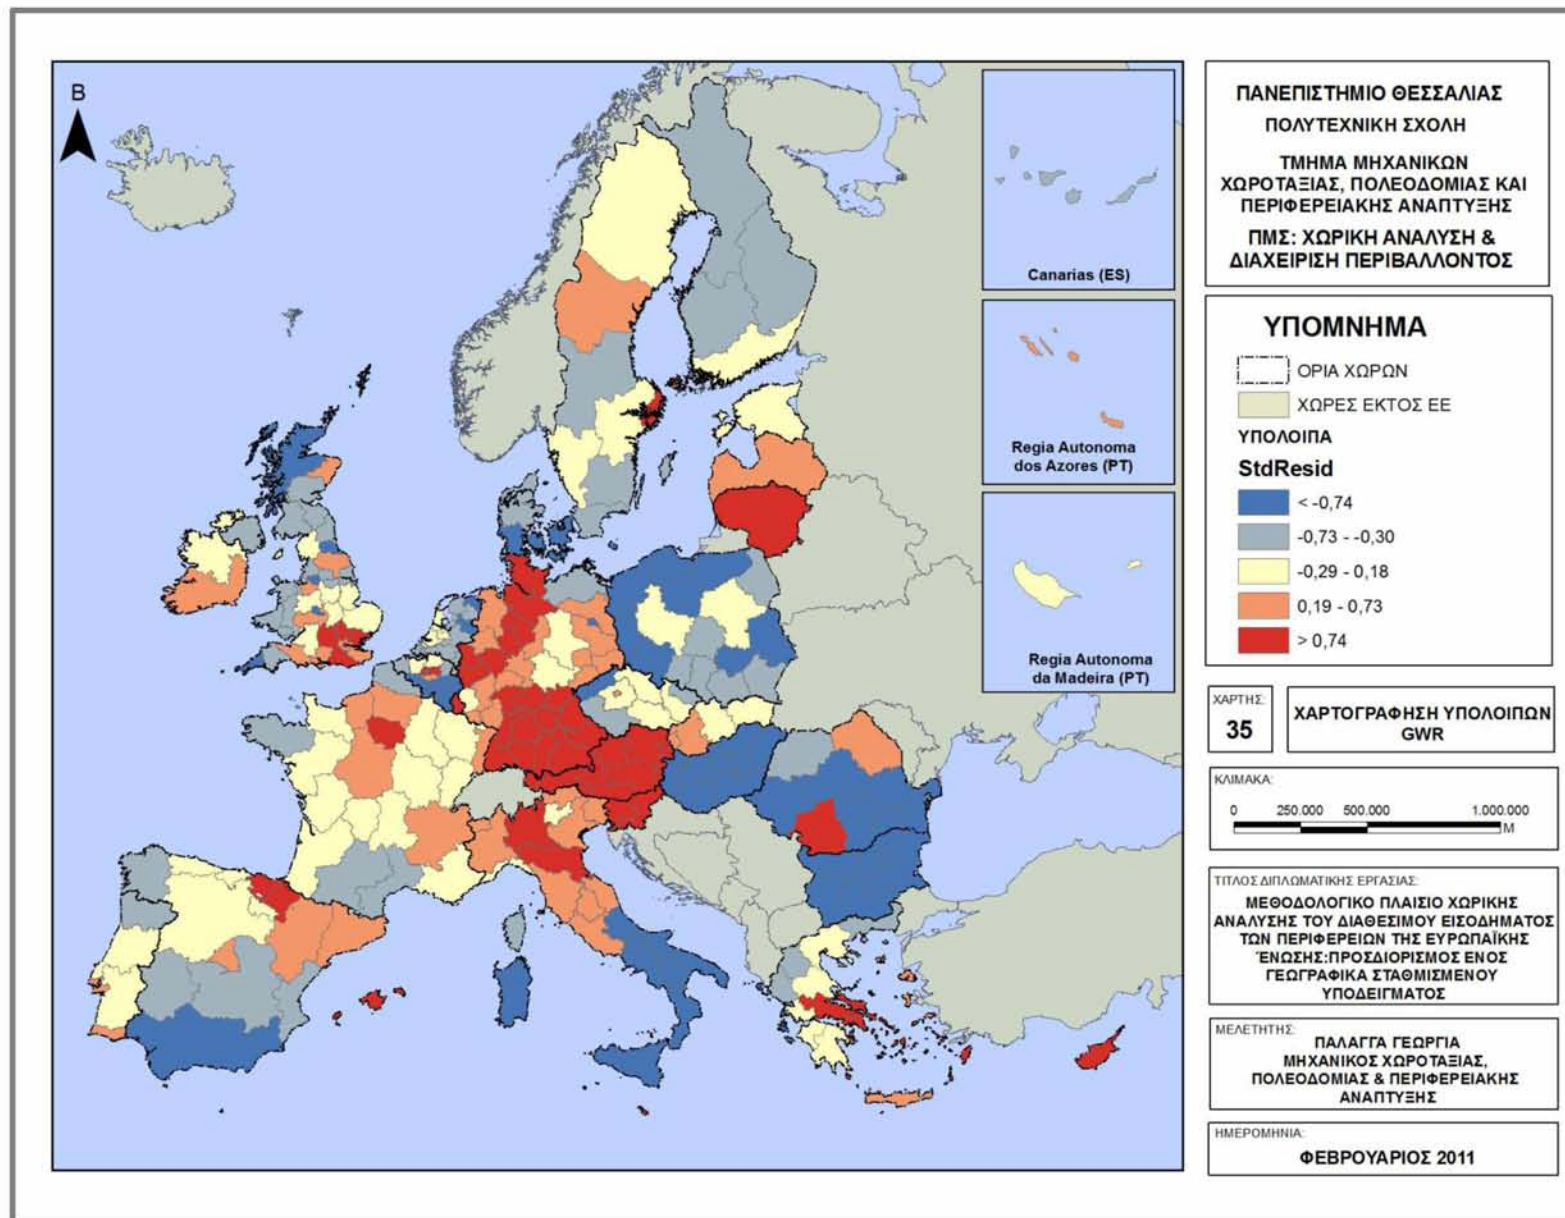 B
Canarias (ES)
Regia Autonoma
dos Azores (PT)
Regia Autonoma
da Madeira (PT)
ΠΑΝΕΠΙΣΤΗΜΙΟ ΘΕΣΣΑΛΙΑΣ
ΠΟΛΥΤΕΧΝΙΚΗ ΣΧΟΛΗ
ΤΜΗΜΑ ΜΗΧΑΝΙΚΩΝ
ΧΩΡΟΤΑΞΙΑΣ, ΠΟΛΕΟΔΟΜΙΑΣ ΚΑΙ
ΠΕΡΙΦΕΡΕΙΑΚΗΣ ΑΝΑΠΤΥΞΗΣ
ΠΜΣ: ΧΩΡΙΚΗ ΑΝΑΛΥΣΗ &
ΔΙΑΧΕΙΡΙΣΗ ΠΕΡΙΒΑΛΛΟΝΤΟΣ
ΥΠΟΜΝΗΜΑ
ΟΡΙΑ ΧΩΡΩΝ
ΧΩΡΕΣ ΕΚΤΟΣ ΕΕ
ΥΠΟΛΟΙΠΑ
StdResid
< -0,74
-0,73 - -0,30
-0,29 - 0,18
0,19 - 0,73
> 0,74
ΧΑΡΤΗΣ:
35
ΧΑΡΤΟΓΡΑΦΗΣΗ ΥΠΟΛΟΙΠΩΝ
GWR
ΚΛΙΜΑΚΑ:
0 250.000 500.000 1.000.000
M
ΤΙΤΛΟΣ ΔΙΠΛΩΜΑΤΙΚΗΣ ΕΡΓΑΣΙΑΣ:
ΜΕΘΟΔΟΛΟΓΙΚΟ ΠΛΑΙΣΙΟ ΧΩΡΙΚΗΣ
ΑΝΑΛΥΣΗΣ ΤΟΥ ΔΙΑΘΕΣΙΜΟΥ ΕΙΣΟΔΗΜΑΤΟΣ
ΤΩΝ ΠΕΡΙΦΕΡΕΙΩΝ ΤΗΣ ΕΥΡΩΠΑΪΚΗΣ
ΈΝΩΣΗΣ:ΠΡΟΣΔΙΟΡΙΣΜΟΣ ΕΝΟΣ
ΓΕΩΓΡΑΦΙΚΑ ΣΤΑΘΜΙΣΜΕΝΟΥ
ΥΠΟΔΕΙΓΜΑΤΟΣ
ΜΕΛΕΤΗΤΗΣ:
ΠΑΛΑΓΓΑ ΓΕΩΡΓΙΑ
ΜΗΧΑΝΙΚΟΣ ΧΩΡΟΤΑΞΙΑΣ,
ΠΟΛΕΟΔΟΜΙΑΣ & ΠΕΡΙΦΕΡΕΙΑΚΗΣ
ΑΝΑΠΤΥΞΗΣ
ΗΜΕΡΟΜΗΝΙΑ:
ΦΕΒΡΟΥΑΡΙΟΣ 2011